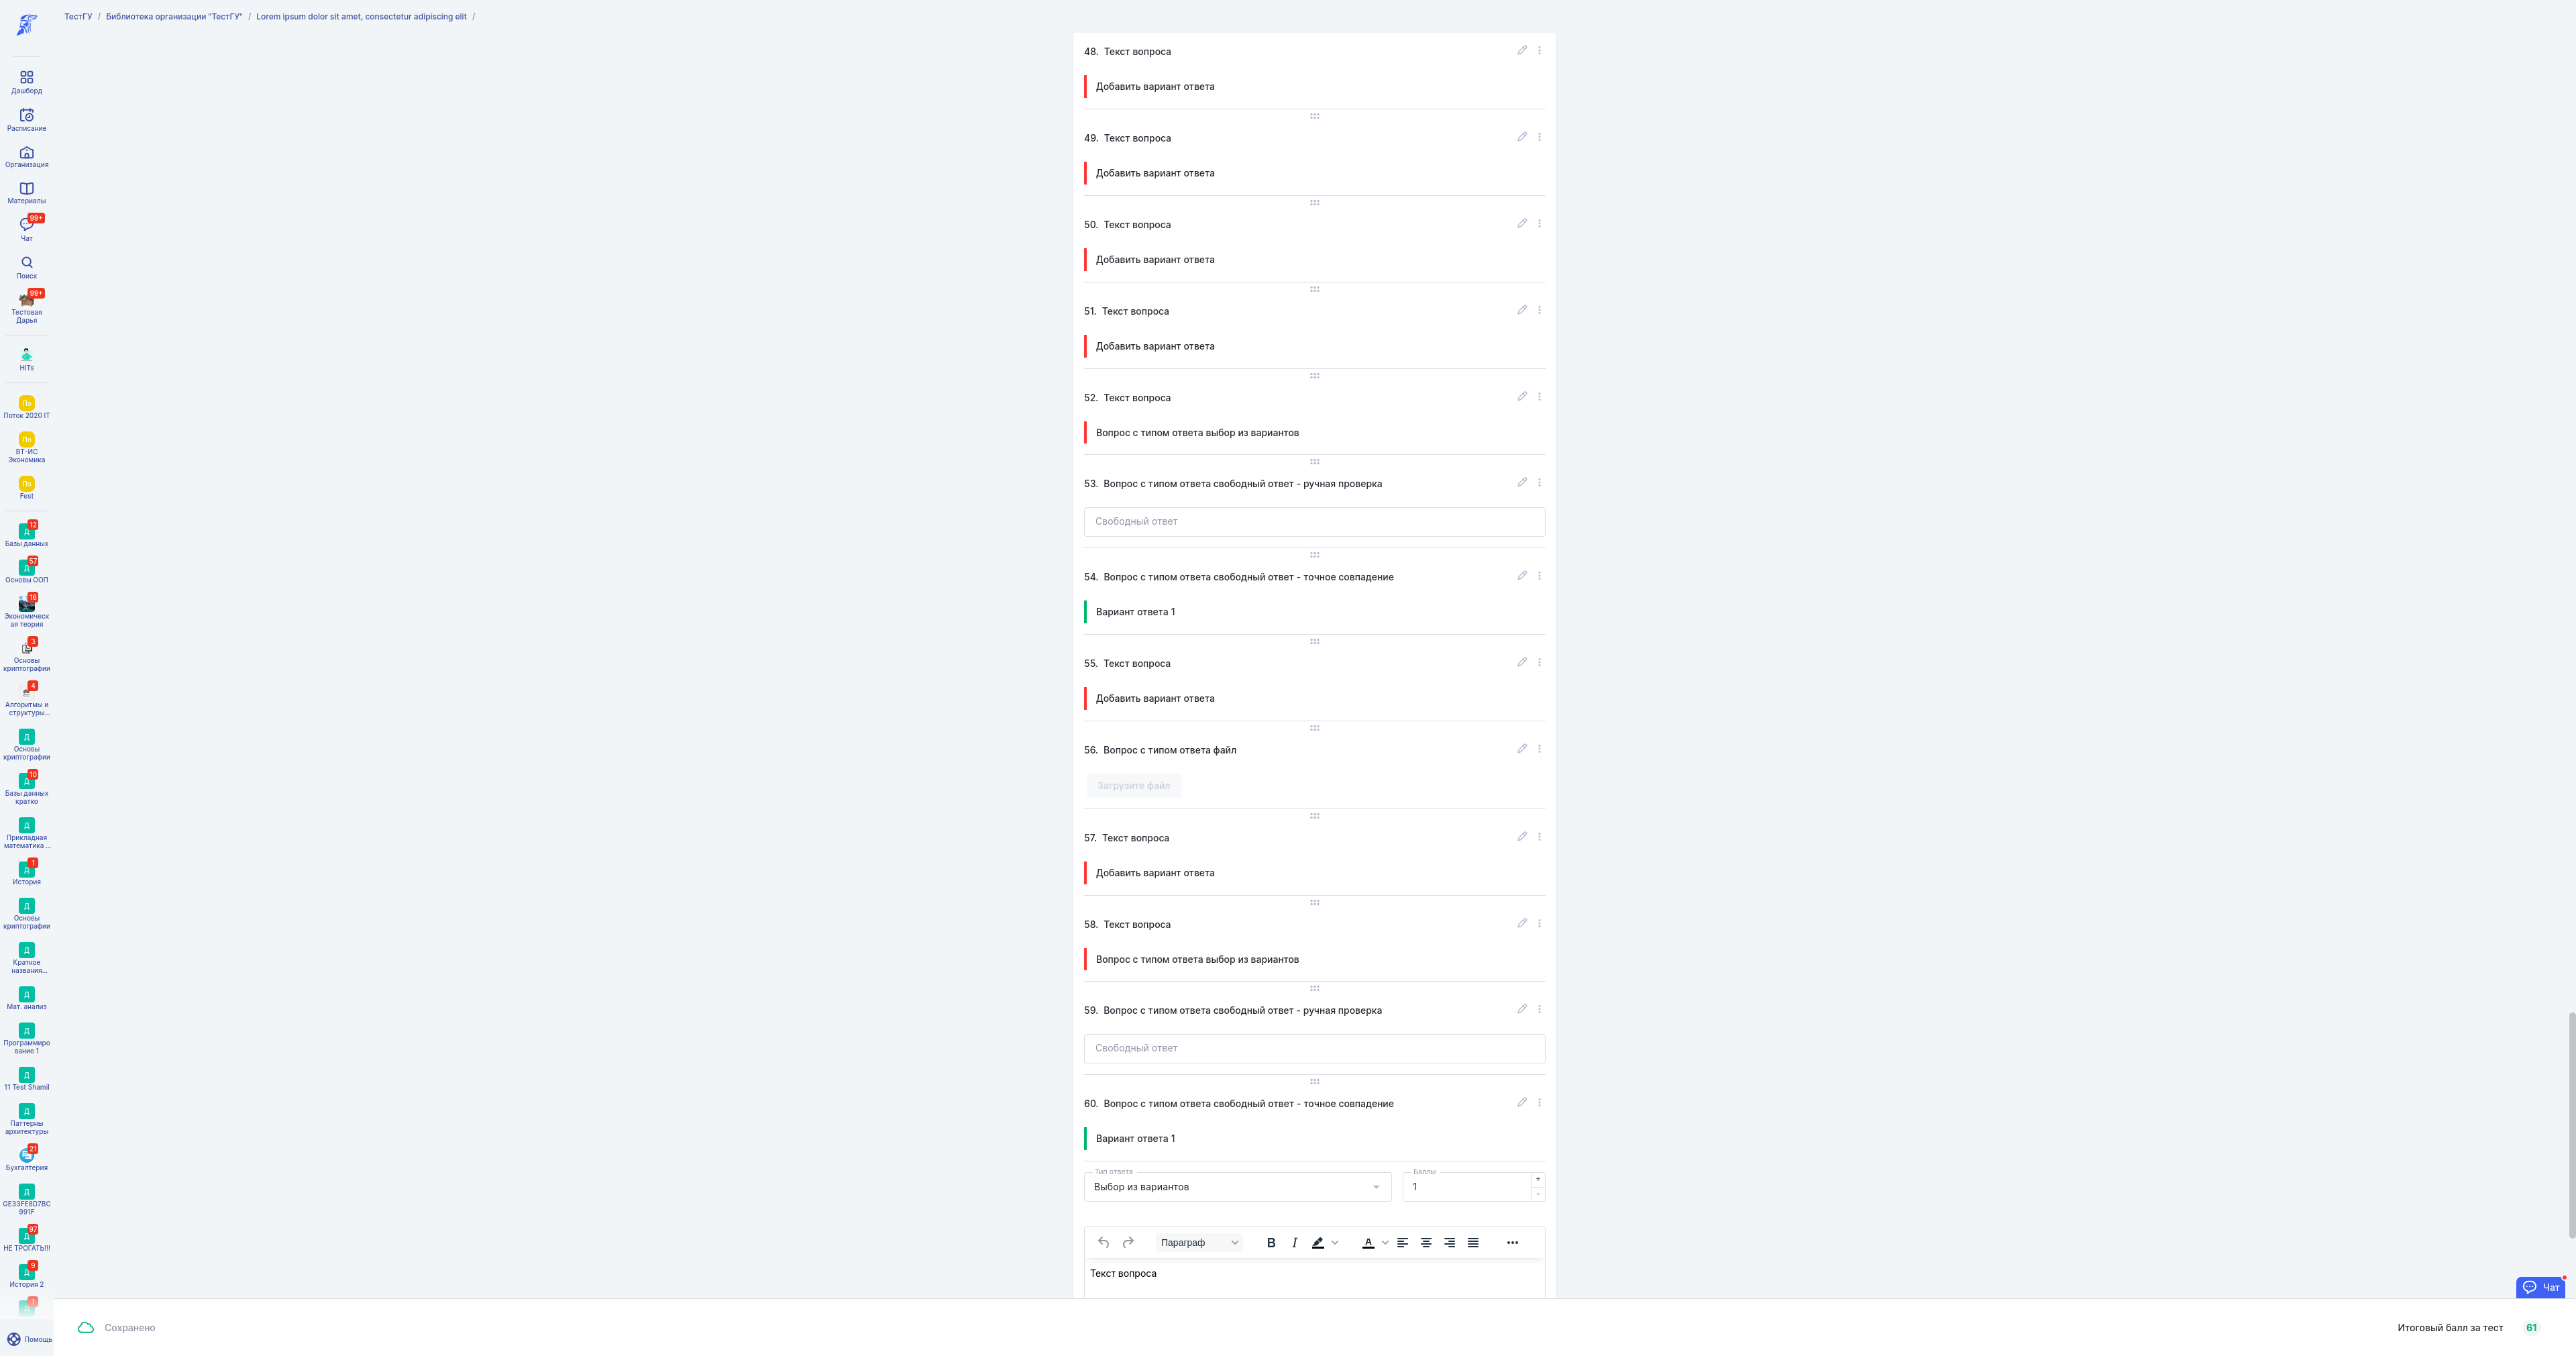 ТестГУ / Библиотека организации "ТестГУ" / Lorem ipsum dolor sit amet, consectetur adipiscing elit /
Дашборд
Расписание
Организация
Материалы
99+
Чат
Поиск
99+
Тестовая
Дарья
HITs
По
Поток 2020 IT
По
ВТ-ИС
Экономика
По
Fest
12
Д
Базы данных
57
Д
Основы ООП
16
Экономическ
ая теория
3
Основы
криптографии
4
Алгоритмы и
структуры...
Д
Основы
криптографии
10
Д
Базы данных
кратко
Д
Прикладная
математика ...
1
Д
История
Д
Основы
криптографии
Д
Краткое
названия...
Д
Мат. анализ
Д
Программиро
вание 1
Д
11 Test Shamil
Д
Паттерны
архитектуры
21
Бухгалтерия
Д
GE33FE8D7BC
991F
97
Д
НЕ ТРОГАТЬ!!!
9
Д
История 2
1
Д
Помощь
48. Текст вопроса
Добавить вариант ответа
49. Текст вопроса
Добавить вариант ответа
50. Текст вопроса
Добавить вариант ответа
51. Текст вопроса
Добавить вариант ответа
52. Текст вопроса
Вопрос с типом ответа выбор из вариантов
53. Вопрос с типом ответа свободный ответ - ручная проверка
Свободный ответ
54. Вопрос с типом ответа свободный ответ - точное совпадение
Вариант ответа 1
55. Текст вопроса
Добавить вариант ответа
56. Вопрос с типом ответа файл
Загрузите файл
57. Текст вопроса
Добавить вариант ответа
58. Текст вопроса
Вопрос с типом ответа выбор из вариантов
59. Вопрос с типом ответа свободный ответ - ручная проверка
Свободный ответ
60. Вопрос с типом ответа свободный ответ - точное совпадение
Вариант ответа 1
Тип ответа
Выбор из вариантов
Баллы
1
+
-
Параграф
B I A
Текст вопроса
Чат
Сохранено
Итоговый балл за тест 61